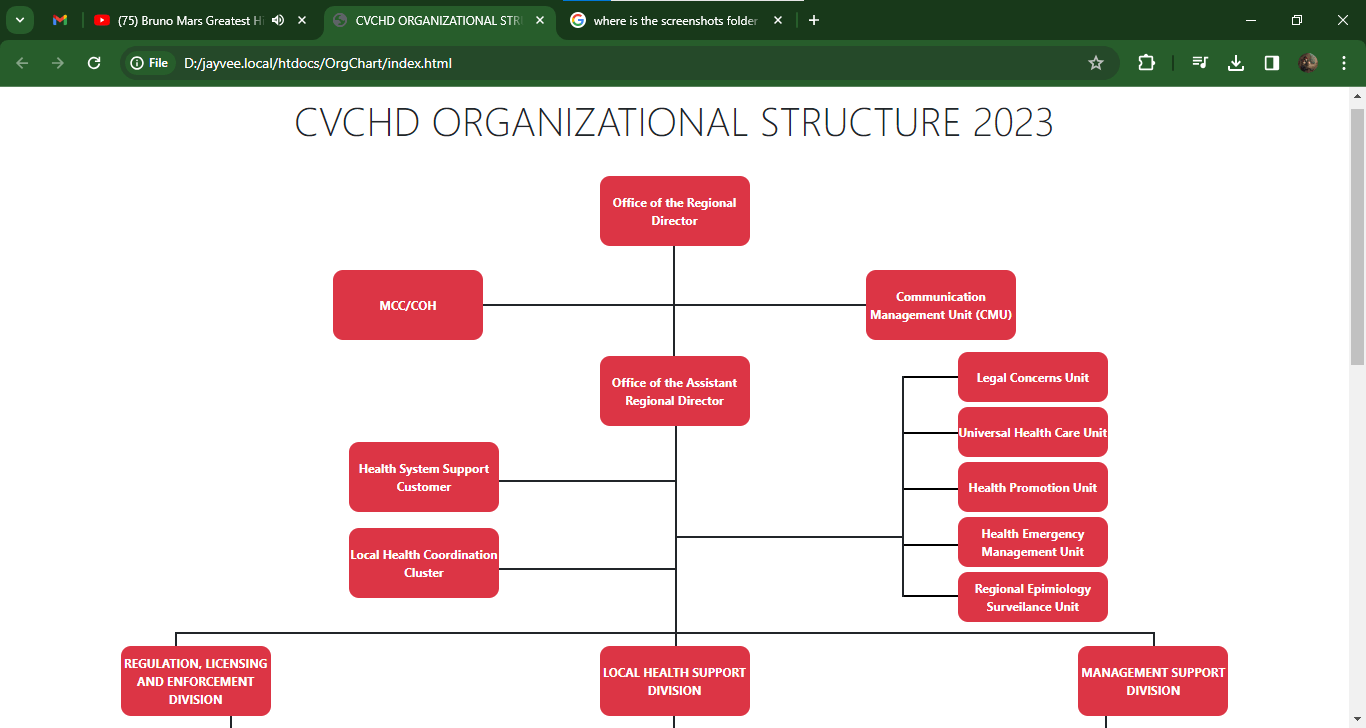 (75) Bruno Mars Greatest Hi
CVCHD ORGANIZATIONAL STRU
where is the screenshots folder
File
D:/jayvee.local/htdocs/OrgChart/index.html
CVCHD ORGANIZATIONAL STRUCTURE 2023
Office of the Regional
Director
MCC/COH
Communication
Management Unit (CMU)
Office of the Assistant
Regional Director
Legal Concerns Unit
Universal Health Care Unit
Health Promotion Unit
Health Emergency
Management Unit
Regional Epimiology
Surveilance Unit
Health System Support
Customer
Local Health Coordination
Cluster
REGULATION, LICENSING
AND ENFORCEMENT
DIVISION
LOCAL HEALTH SUPPORT
DIVISION
MANAGEMENT SUPPORT
DIVISION